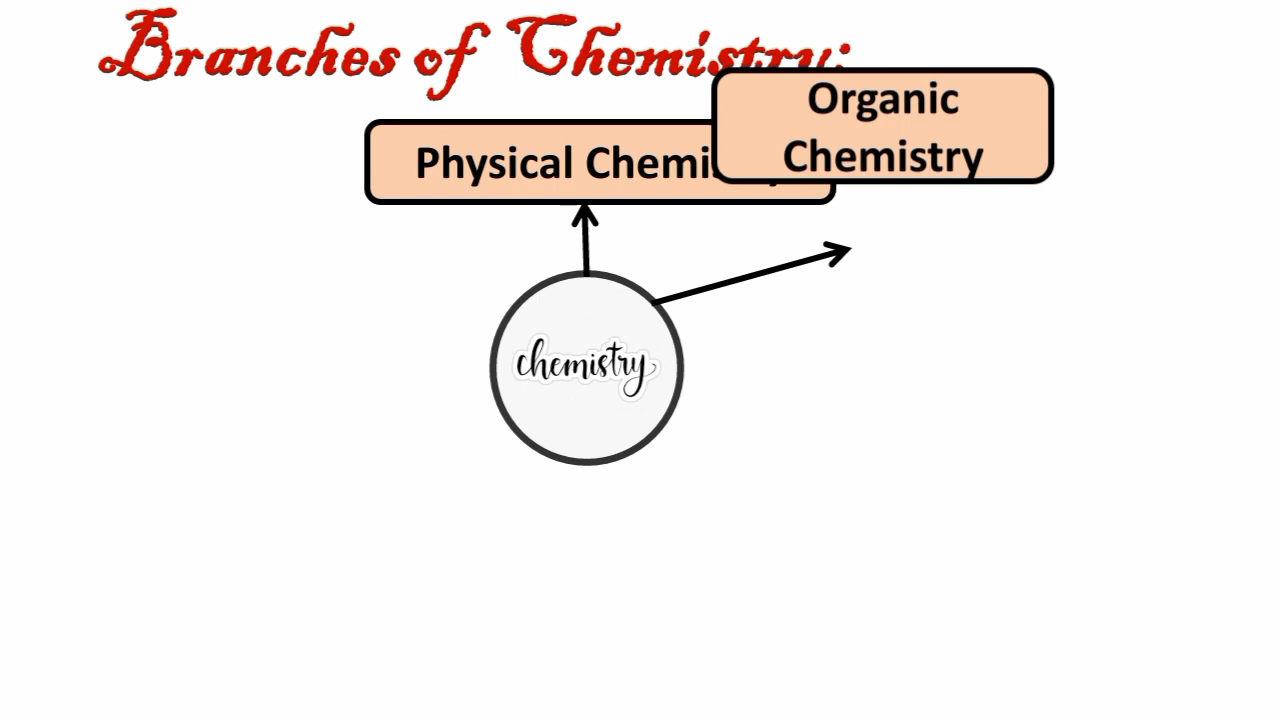 Branches of Chemistry:
Organic
Chemistry
Physical Chemi
chemistry